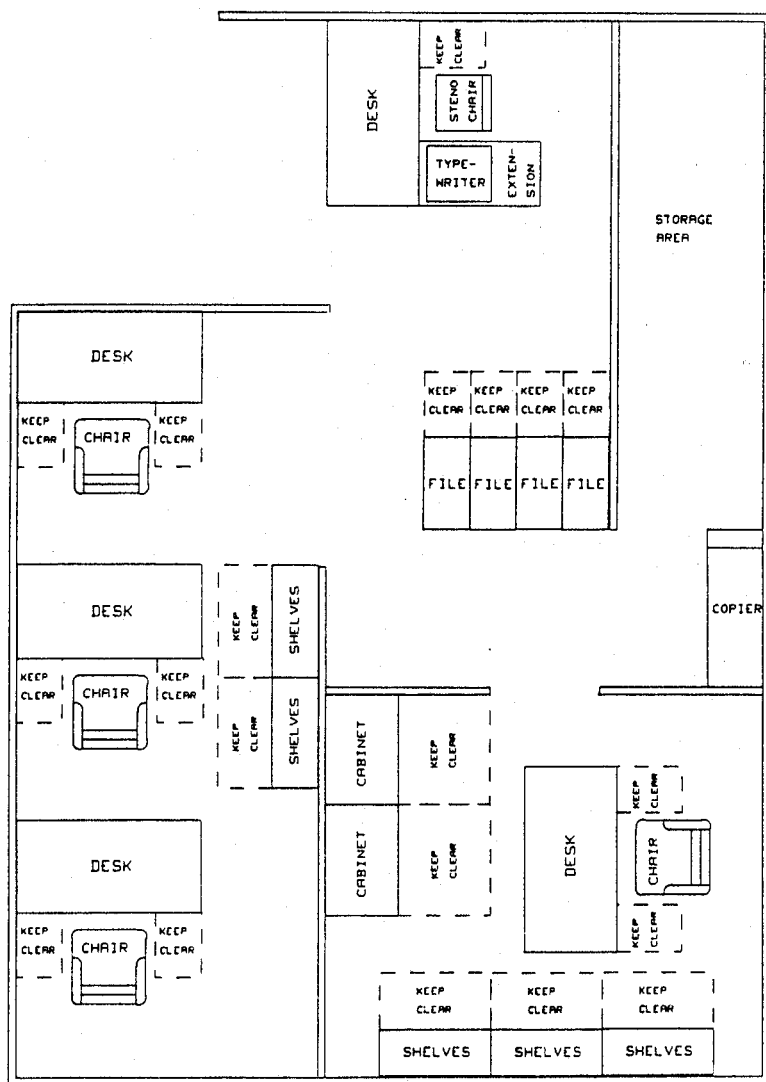 KEEP
CLEAR
DESK
STENO
CHAIR
TYPE-
WRITER
EXTEN-
SION
STORAGE
AREA
DESK
KEEP
CLEAR
CHAIR
KEEP
CLEAR
KEEP
CLEAR
KEEP
CLEAR
KEEP
CLEAR
KEEP
CLEAR
FILE
FILE
FILE
FILE
DESK
KEEP
CLEAR
SHELVES
COPIER
KEEP
CLEAR
CHAIR
KEEP
CLEAR
KEEP
CLEAR
SHELVES
CABINET
KEEP
CLEAR
KEEP
CLEAR
DESK
CABINET
KEEP
CLEAR
DESK
CHAIR
KEEP
CLEAR
CHAIR
KEEP
CLEAR
KEEP
CLEAR
KEEP
CLEAR
KEEP
CLEAR
KEEP
CLEAR
SHELVES
SHELVES
SHELVES